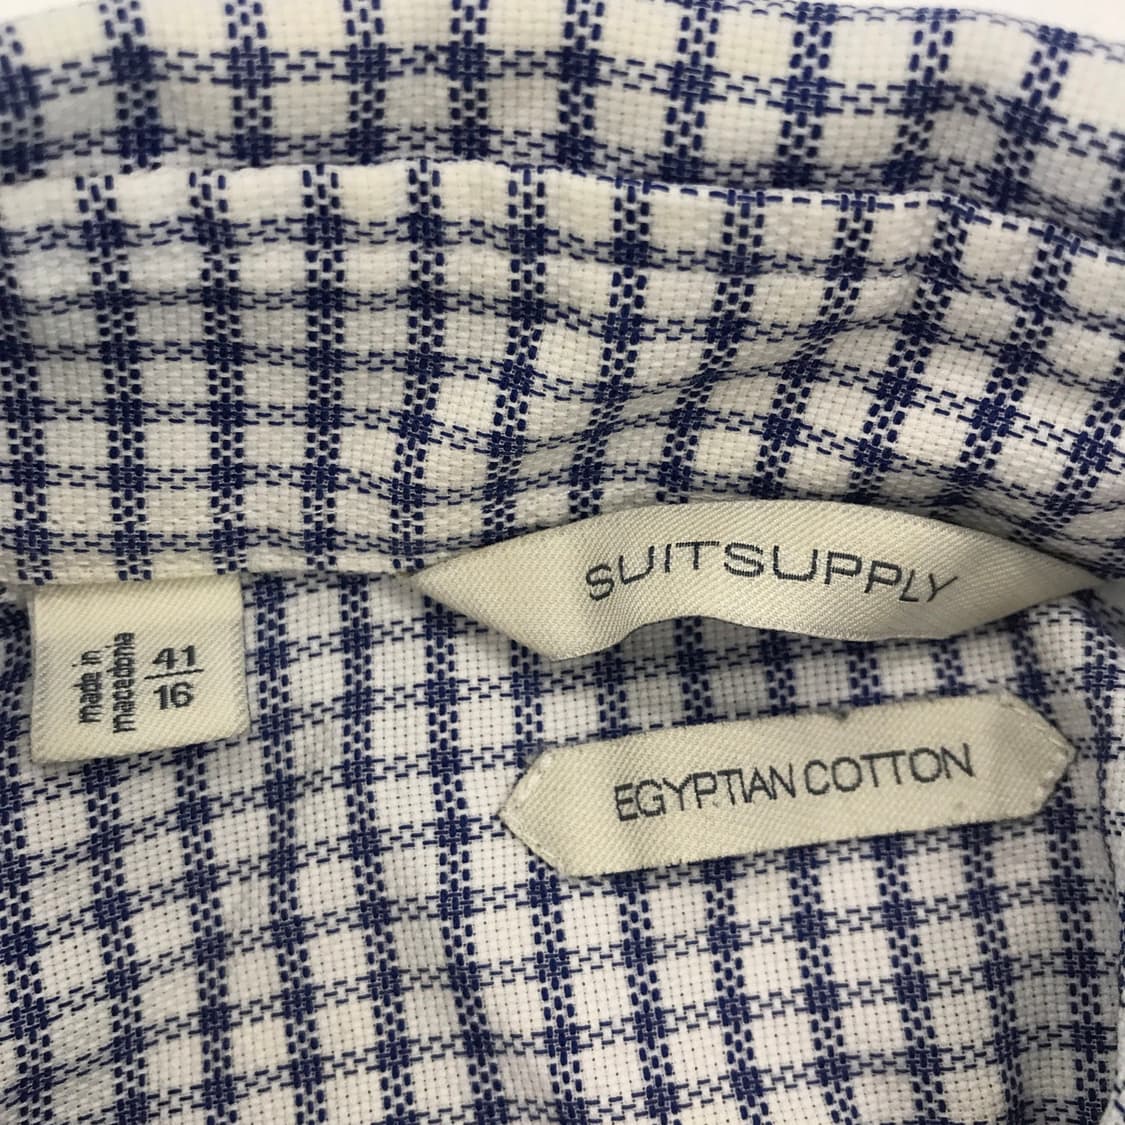 SUITSUPPLY
made in
macedonia
41
16
EGYPTIAN COTTON